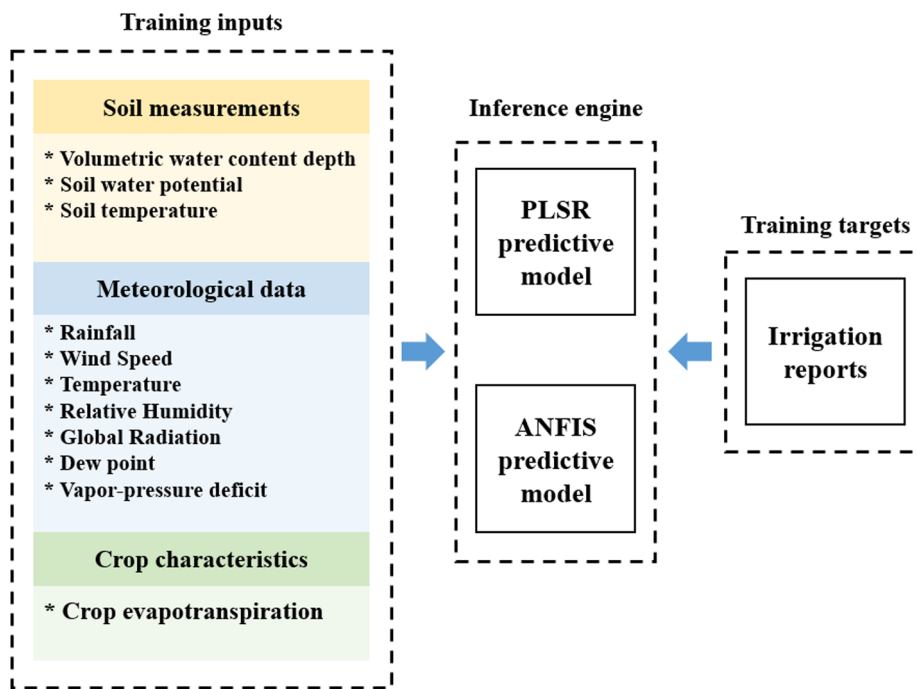 Training inputs
Soil measurements
* Volumetric water content depth
* Soil water potential
* Soil temperature
Meteorological data
* Rainfall
* Wind Speed
* Temperature
* Relative Humidity
* Global Radiation
* Dew point
* Vapor-pressure deficit
Crop characteristics
* Crop evapotranspiration
Inference engine
PLSR
predictive
model
ANFIS
predictive
model
Training targets
Irrigation
reports